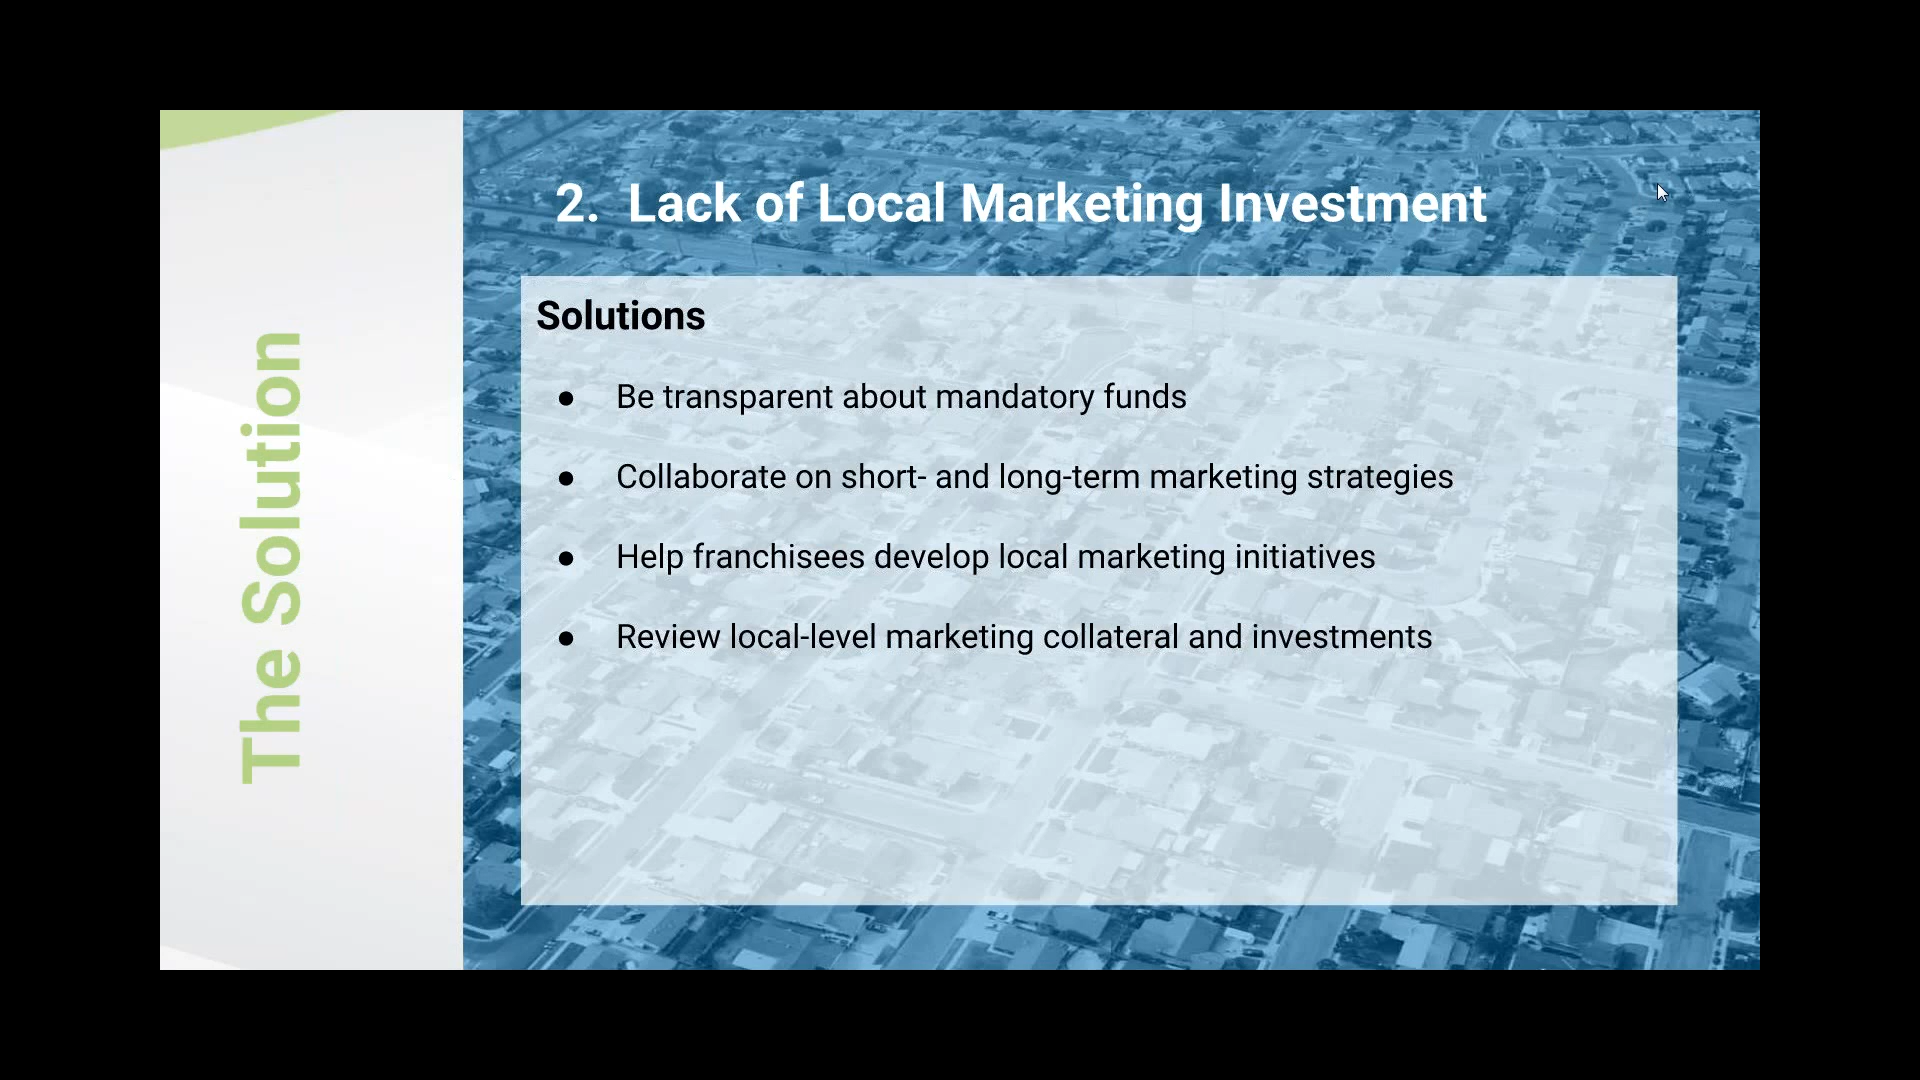 The Solution
2. Lack of Local Marketing Investment
Solutions
● Be transparent about mandatory funds
● Collaborate on short- and long-term marketing strategies
● Help franchisees develop local marketing initiatives
● Review local-level marketing collateral and investments